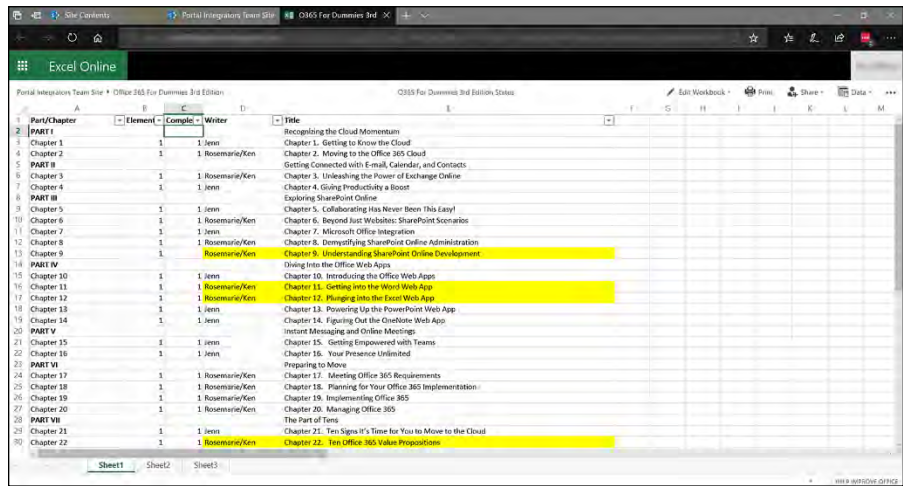 Site Contents Portal Integrators Team Site O365 For Dummies 3rd
Excel Online
Portal Integrators Team Site Office 365 For Dummies 3rd Edition O365 For Dummies 3rd Edition Status Edit Workbook Print Share Data
A B C D E F G H I J K L M
1 Part/Chapter Element Comple Writer Title
2 PART I Recognizing the Cloud Momentum
3 Chapter 1 1 1 Jenn Chapter 1. Getting to Know the Cloud
4 Chapter 2 1 1 Rosemarie/Ken Chapter 2. Moving to the Office 365 Cloud
5 PART II Getting Connected with E-mail, Calendar, and Contacts
6 Chapter 3 1 1 Rosemarie/Ken Chapter 3. Unleashing the Power of Exchange Online
7 Chapter 4 1 1 Jenn Chapter 4. Giving Productivity a Boost
8 PART III Exploring SharePoint Online
9 Chapter 5 1 1 Jenn Chapter 5. Collaborating Has Never Been This Easy!
10 Chapter 6 1 1 Rosemarie/Ken Chapter 6. Beyond Just Websites: SharePoint Scenarios
11 Chapter 7 1 1 Jenn Chapter 7. Microsoft Office Integration
12 Chapter 8 1 1 Rosemarie/Ken Chapter 8. Demystifying SharePoint Online Administration
13 Chapter 9 1 Rosemarie/Ken Chapter 9. Understanding SharePoint Online Development
14 PART IV Diving Into the Office Web Apps
15 Chapter 10 1 1 Jenn Chapter 10. Introducing the Office Web Apps
16 Chapter 11 1 1 Rosemarie/Ken Chapter 11. Getting into the Word Web App
17 Chapter 12 1 1 Rosemarie/Ken Chapter 12. Plunging into the Excel Web App
18 Chapter 13 1 1 Jenn Chapter 13. Powering Up the PowerPoint Web App
19 Chapter 14 1 1 Jenn Chapter 14. Figuring Out the OneNote Web App
20 PART V Instant Messaging and Online Meetings
21 Chapter 15 1 1 Jenn Chapter 15. Getting Empowered with Teams
22 Chapter 16 1 1 Jenn Chapter 16. Your Presence Unlimited
23 PART VI Preparing to Move
24 Chapter 17 1 1 Rosemarie/Ken Chapter 17. Meeting Office 365 Requirements
25 Chapter 18 1 1 Rosemarie/Ken Chapter 18. Planning for Your Office 365 Implementation
26 Chapter 19 1 1 Rosemarie/Ken Chapter 19. Implementing Office 365
27 Chapter 20 1 1 Rosemarie/Ken Chapter 20. Managing Office 365
28 PART VII The Part of Tens
29 Chapter 21 1 1 Jenn Chapter 21. Ten Signs It's Time for You to Move to the Cloud
30 Chapter 22 1 1 Rosemarie/Ken Chapter 22. Ten Office 365 Value Propositions
Sheet1 Sheet2 Sheet3
HELP IMPROVE OFFICE